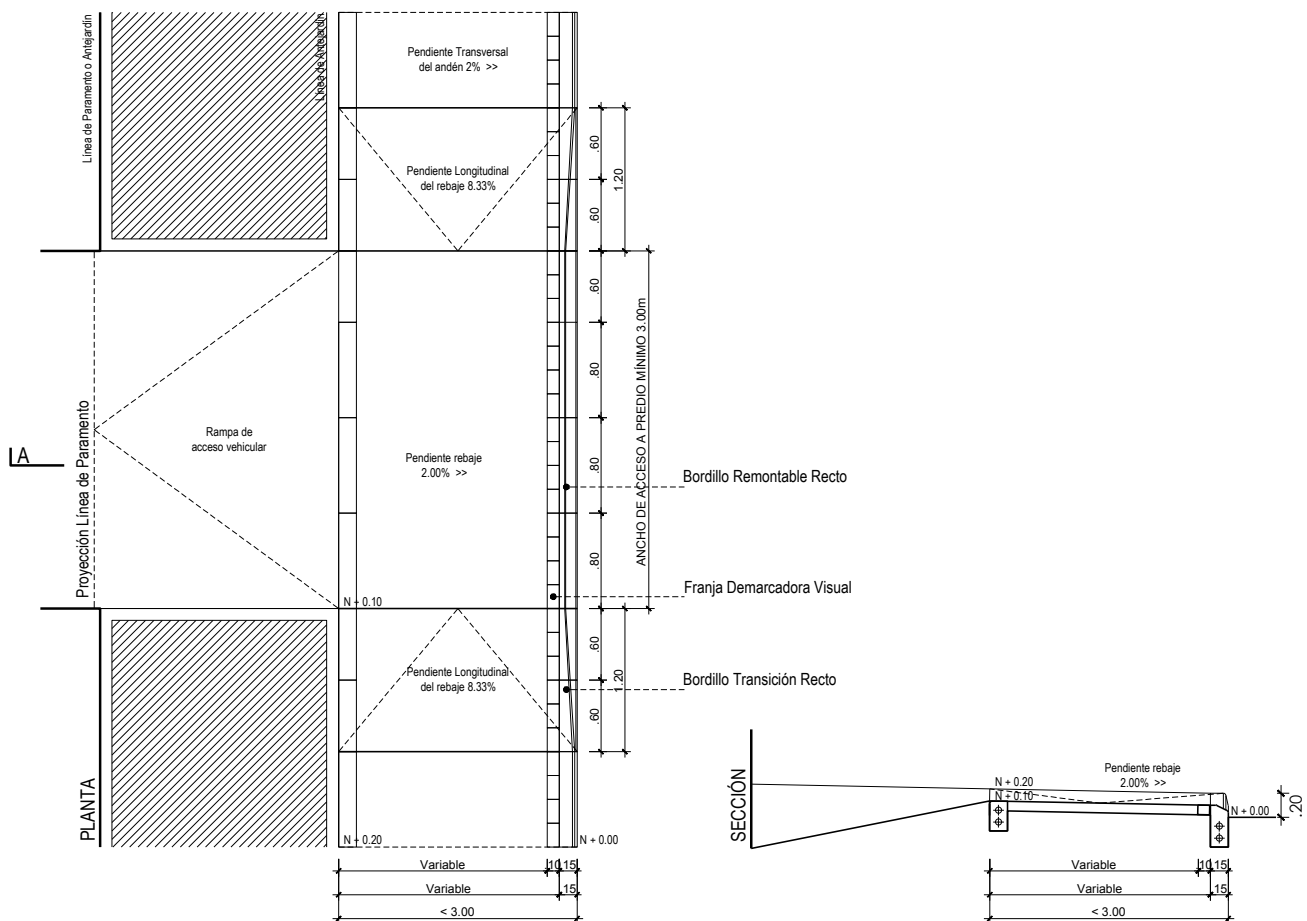 Línea de Paramento o Antejardín
Línea de Antejardín
Pendiente Transversal
del andén 2% >>
Pendiente Longitudinal
del rebaje 8.33%
.60
.60
1.20
.60
.80
.80
.80
ANCHO DE ACCESO A PREDIO MÍNIMO 3.00m
A
Proyección Línea de Paramento
Rampa de
acceso vehicular
Pendiente rebaje
2.00% >>
Bordillo Remontable Recto
Franja Demarcadora Visual
N + 0.10
Pendiente Longitudinal
del rebaje 8.33%
.60
.60
1.20
Bordillo Transición Recto
PLANTA
N + 0.20
N + 0.00
Variable
10
15
Variable
15
< 3.00
SECCIÓN
N + 0.20
N + 0.10
Pendiente rebaje
2.00% >>
N + 0.00
.20
Variable
10
15
Variable
15
< 3.00